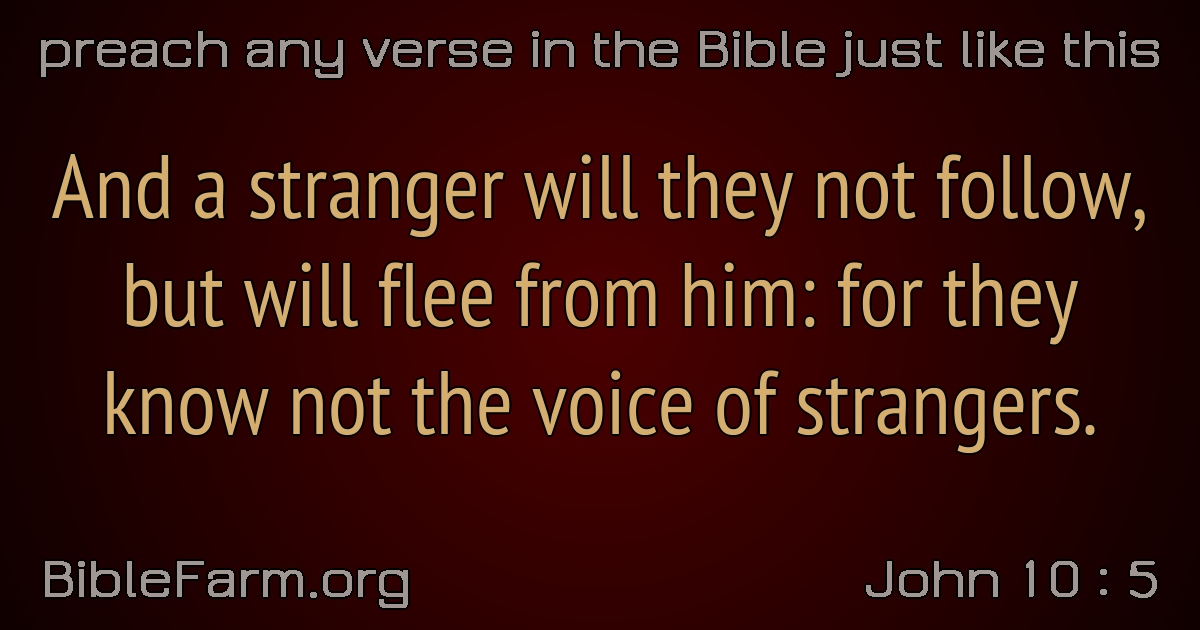 preach any verse in the Bible just like this
And a stranger will they not follow,
but will flee from him: for they
know not the voice of strangers.
BibleFarm.org
John 10 : 5